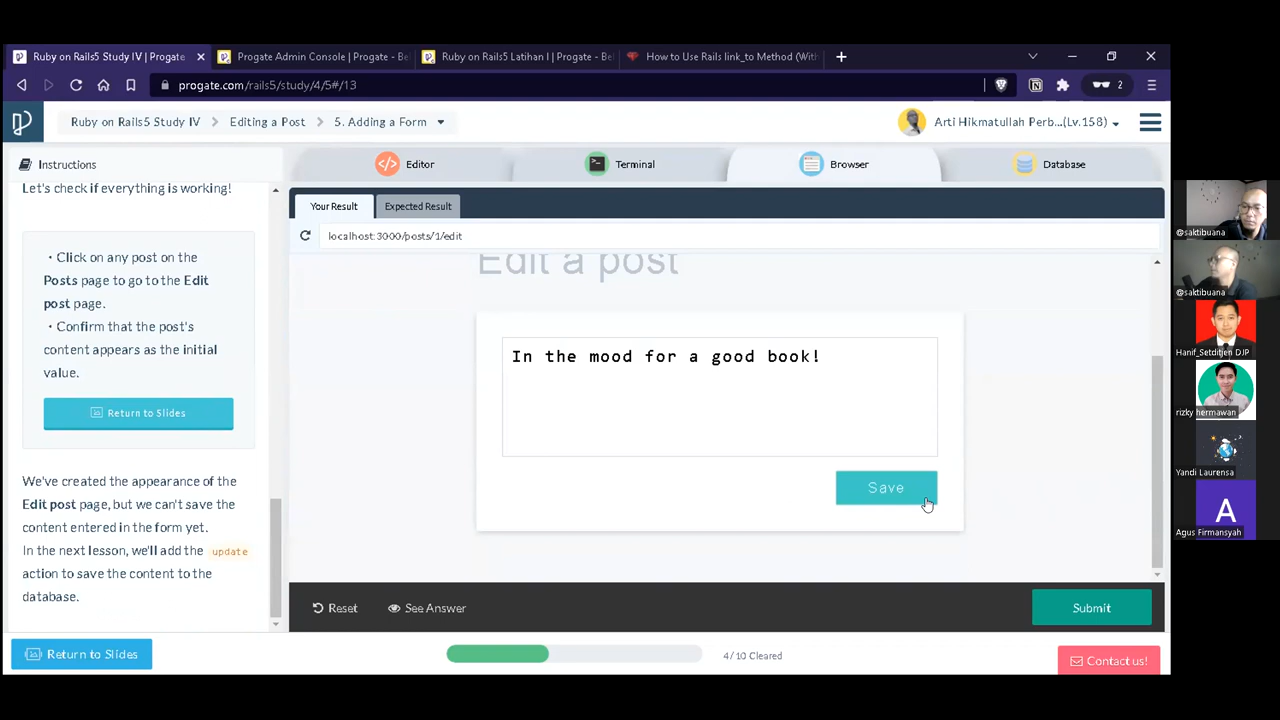 Ruby on Rails5 Study IV | Progate
Progate Admin Console | Progate - Be
Ruby on Rails5 Latihan I | Progate - Be
How to Use Rails link_to Method (With
progate.com/rails5/study/4/5#/13
2
Ruby on Rails5 Study IV
Editing a Post
5. Adding a Form
Arti Hikmatullah Perb...(Lv.158)
Instructions
Editor
Terminal
Browser
Database
Let's check if everything is working!
・Click on any post on the
Posts page to go to the Edit
post page.
・Confirm that the post's
content appears as the initial
value.
Return to Slides
We've created the appearance of the
Edit post page, but we can't save the
content entered in the form yet.
In the next lesson, we'll add the update
action to save the content to the
database.
Your Result
Expected Result
localhost:3000/posts/1/edit
Edit a post
In the mood for a good book!
Save
Reset
See Answer
Submit
Return to Slides
4/10 Cleared
Contact us!
@saktibuana
@saktibuana
Hanif_Setditjen DJP
rizky hermawan
Yandi Laurensa
A
Agus Firmansyah